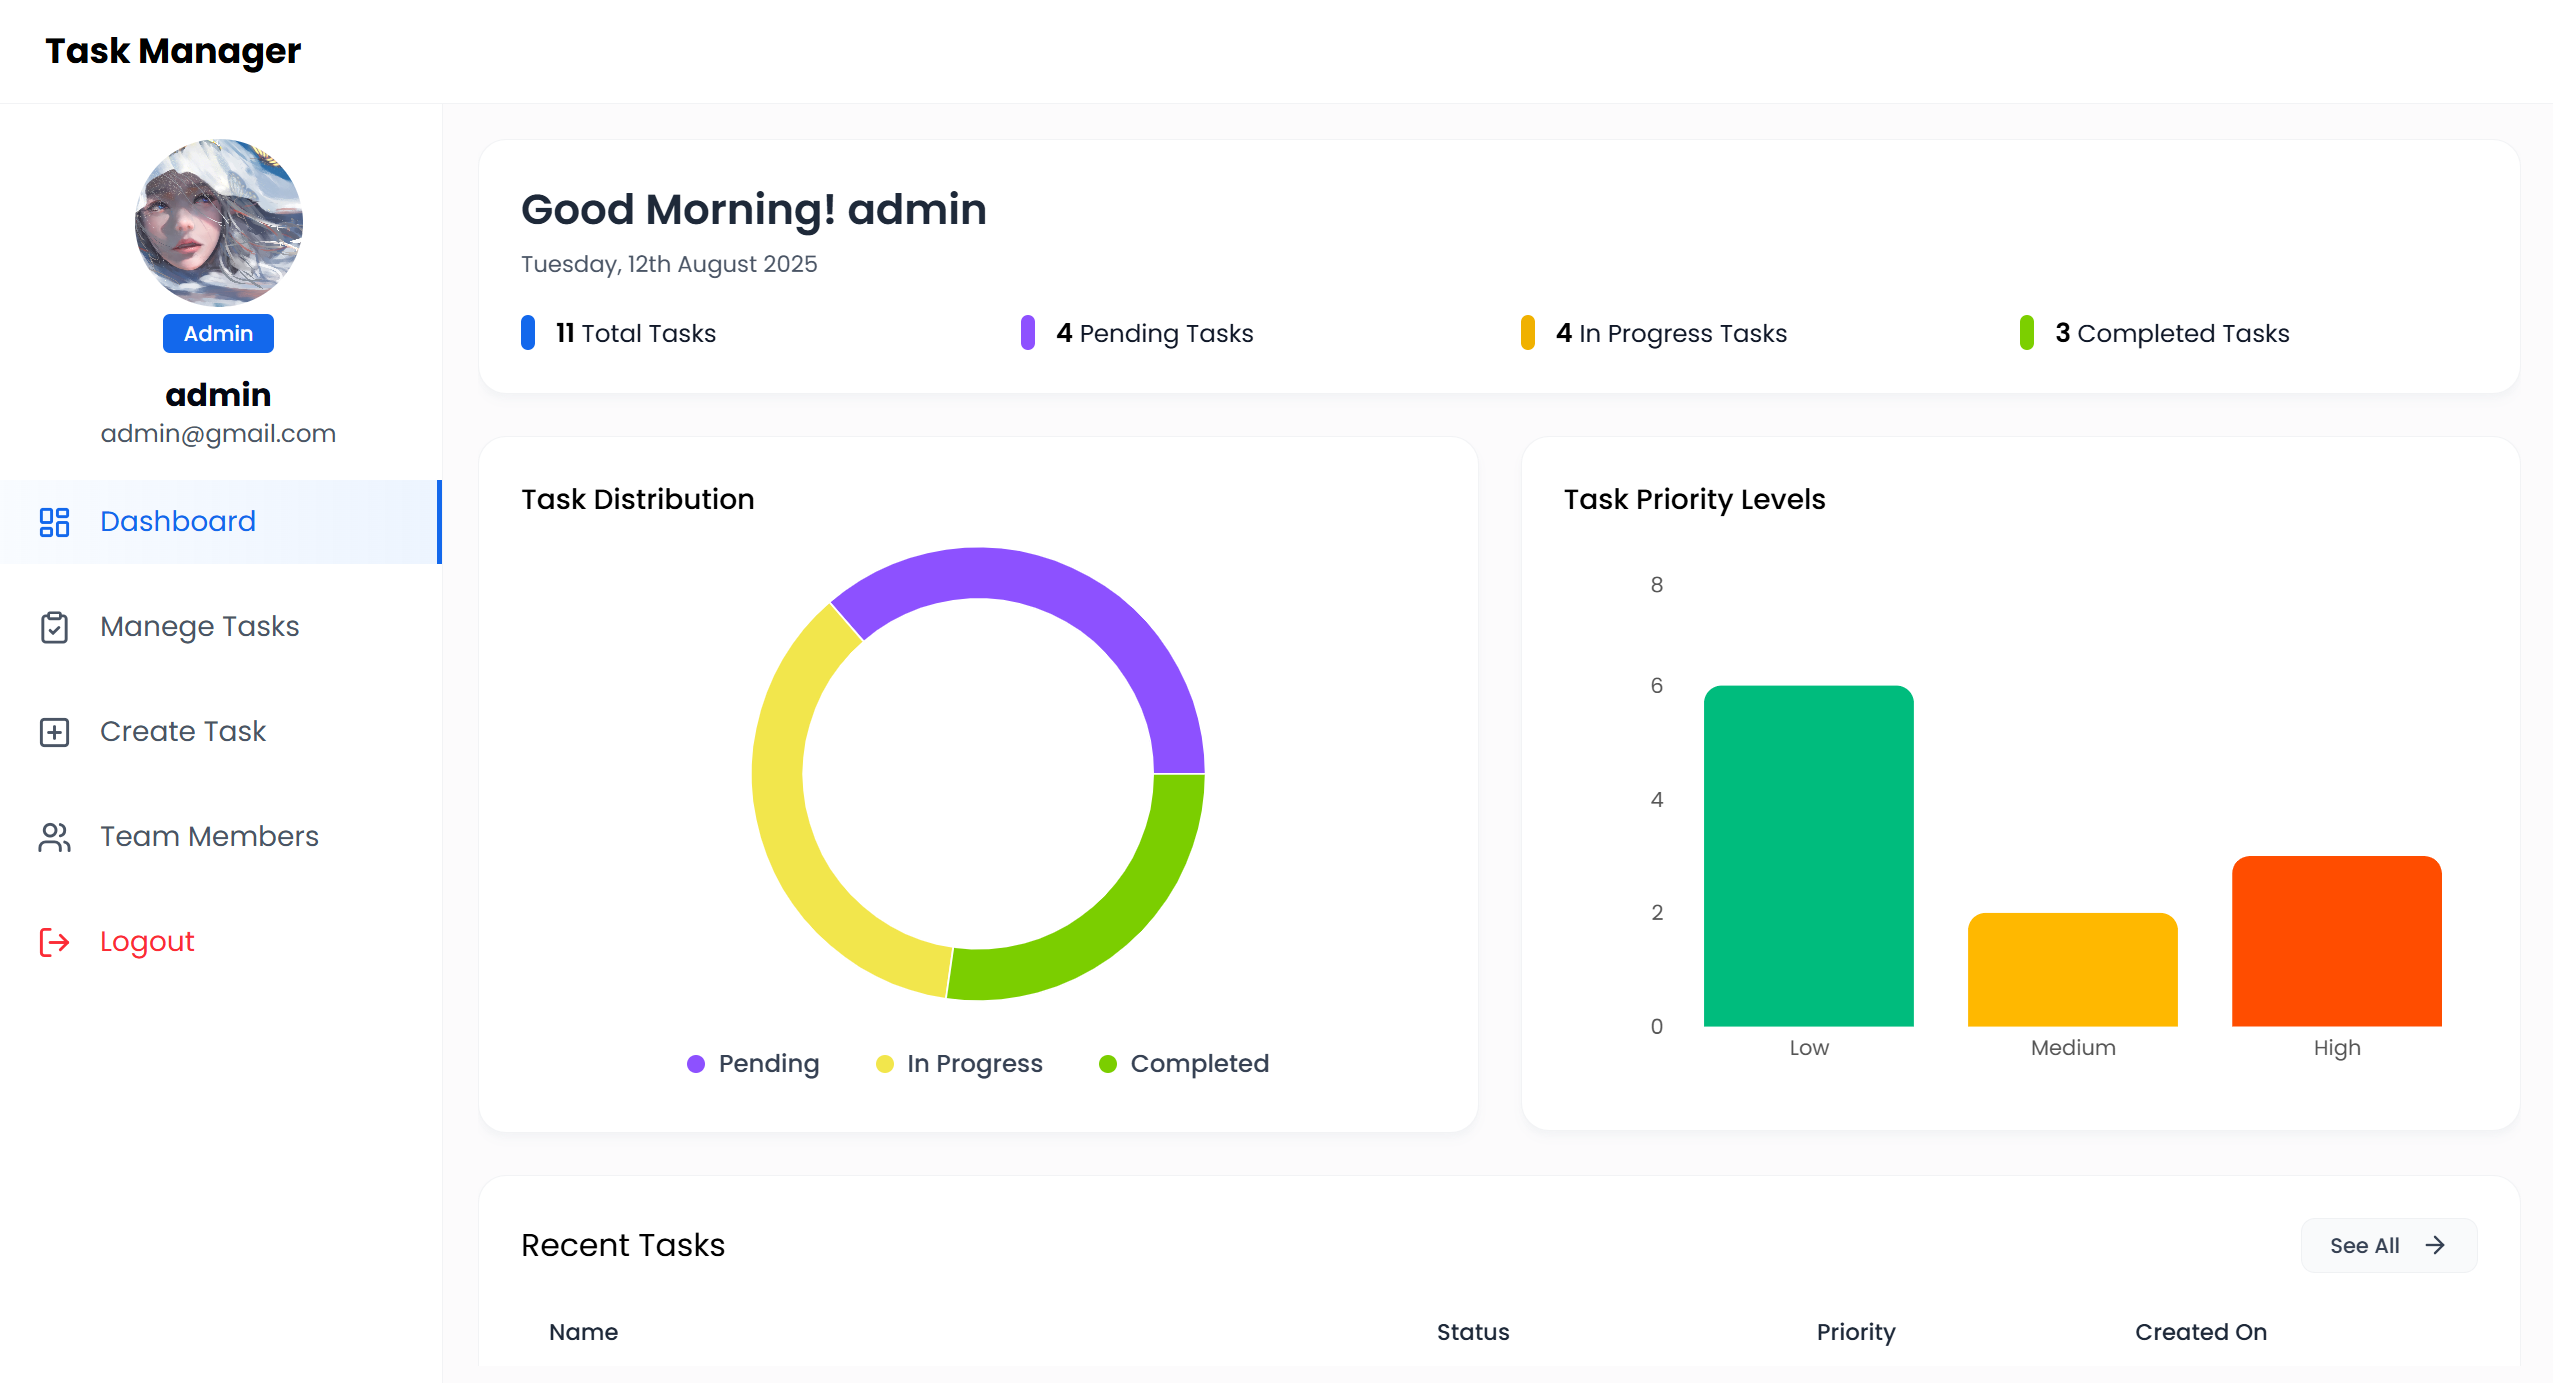 Task Manager
Admin
admin
admin@gmail.com
Dashboard
Manege Tasks
Create Task
Team Members
Logout
Good Morning! admin
Tuesday, 12th August 2025
11 Total Tasks
4 Pending Tasks
4 In Progress Tasks
3 Completed Tasks
Task Distribution
Pending
In Progress
Completed
Task Priority Levels
8
6
4
2
0
Low
Medium
High
Recent Tasks
See All
Name
Status
Priority
Created On